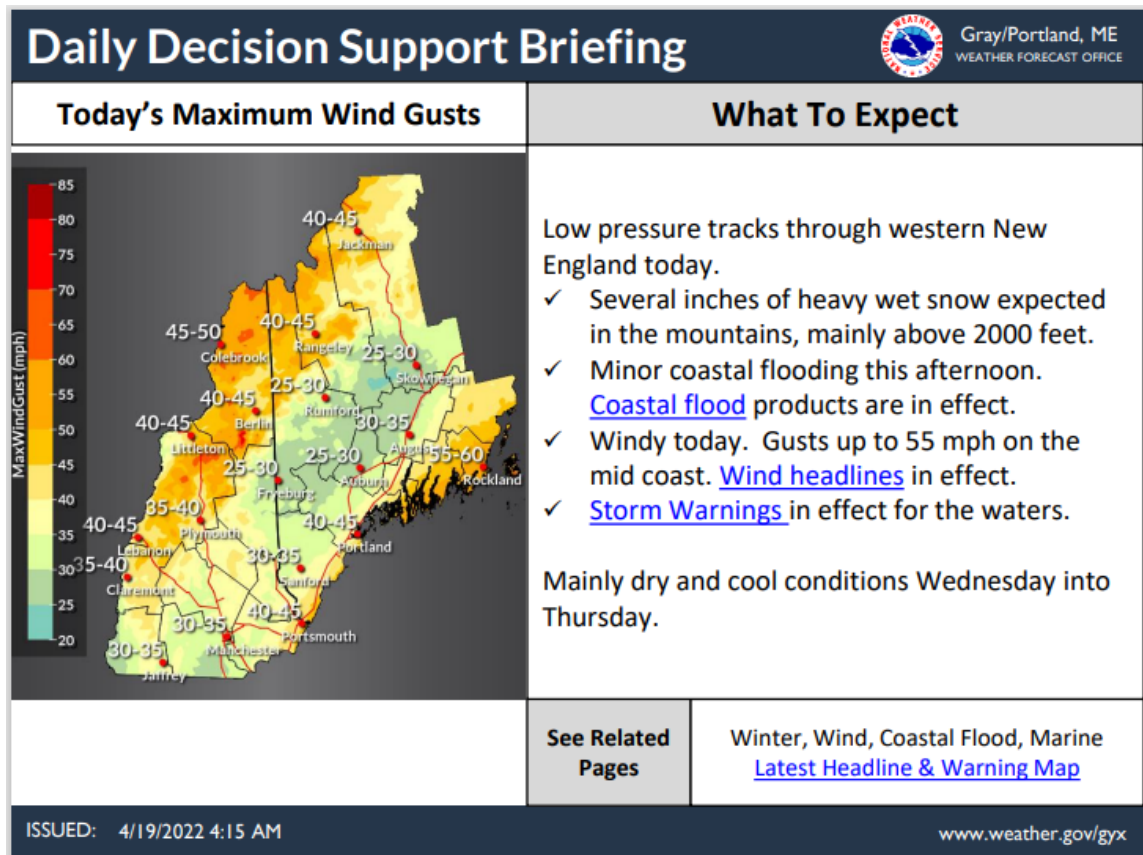 Daily Decision Support Briefing
Gray/Portland, ME
WEATHER FORECAST OFFICE
Today's Maximum Wind Gusts
What To Expect
MaxWindGust (mph)
85
80
75
70
65
60
55
50
45
40
35
30
25
20
40-45
Jackman
45-50
Colebrook
40-45
Rangeley
25-30
Skowhegan
40-45
Berlin
25-30
Rumford
40-45
Littleton
30-35
25-30
Fryeburg
25-30
Auburn
55-60
Rockland
35-40
Plymouth
40-45
Lebanon
40-45
Portland
35-40
Claremont
30-35
Sanford
30-35
Manchester
40-45
Portsmouth
30-35
Jaffrey
Low pressure tracks through western New
England today.
✓ Several inches of heavy wet snow expected
in the mountains, mainly above 2000 feet.
✓ Minor coastal flooding this afternoon.
Coastal flood products are in effect.
✓ Windy today. Gusts up to 55 mph on the
mid coast. Wind headlines in effect.
✓ Storm Warnings in effect for the waters.
Mainly dry and cool conditions Wednesday into
Thursday.
See Related
Pages
Winter, Wind, Coastal Flood, Marine
Latest Headline & Warning Map
ISSUED: 4/19/2022 4:15 AM
www.weather.gov/gyx